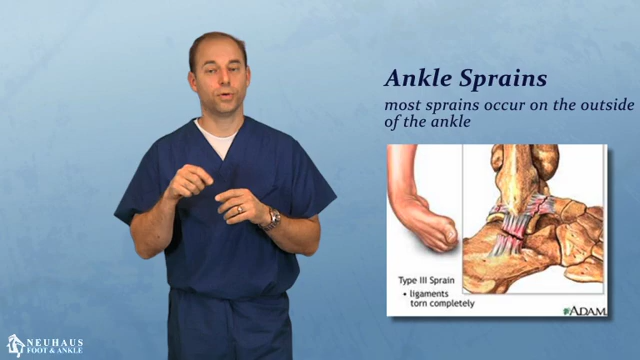 Ankle Sprains
most sprains occur on the outside
of the ankle
Type III Sprain
• ligaments
torn completely
ADAM
NEUHAUS
FOOT & ANKLE